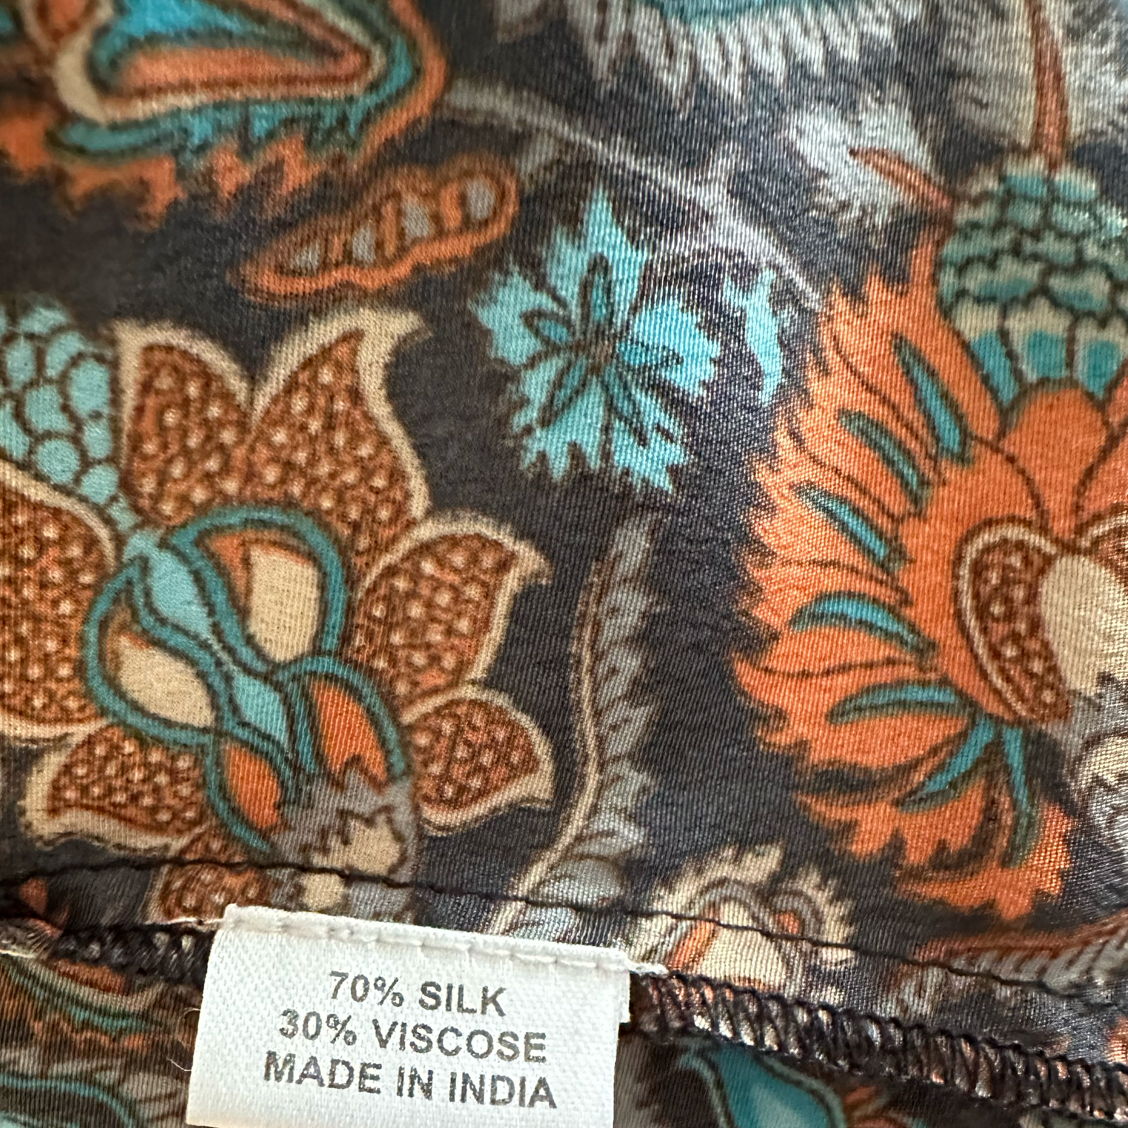 70% SILK
30% VISCOSE
MADE IN INDIA